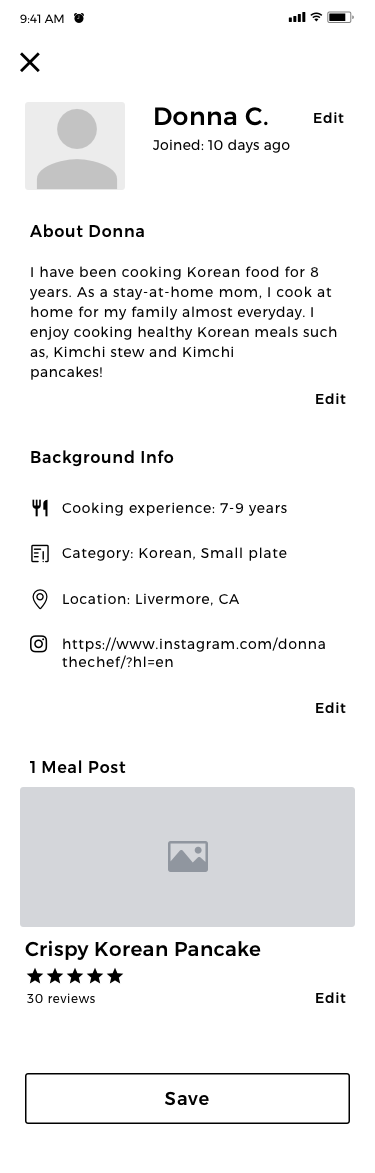 9:41 AM
Donna C.
Edit
Joined: 10 days ago
About Donna
I have been cooking Korean food for 8
years. As a stay-at-home mom, I cook at
home for my family almost everyday. I
enjoy cooking healthy Korean meals such
as, Kimchi stew and Kimchi
pancakes!
Edit
Background Info
Cooking experience: 7-9 years
Category: Korean, Small plate
Location: Livermore, CA
https://www.instagram.com/donna
thechef/?hl=en
Edit
1 Meal Post
Crispy Korean Pancake
30 reviews
Edit
Save